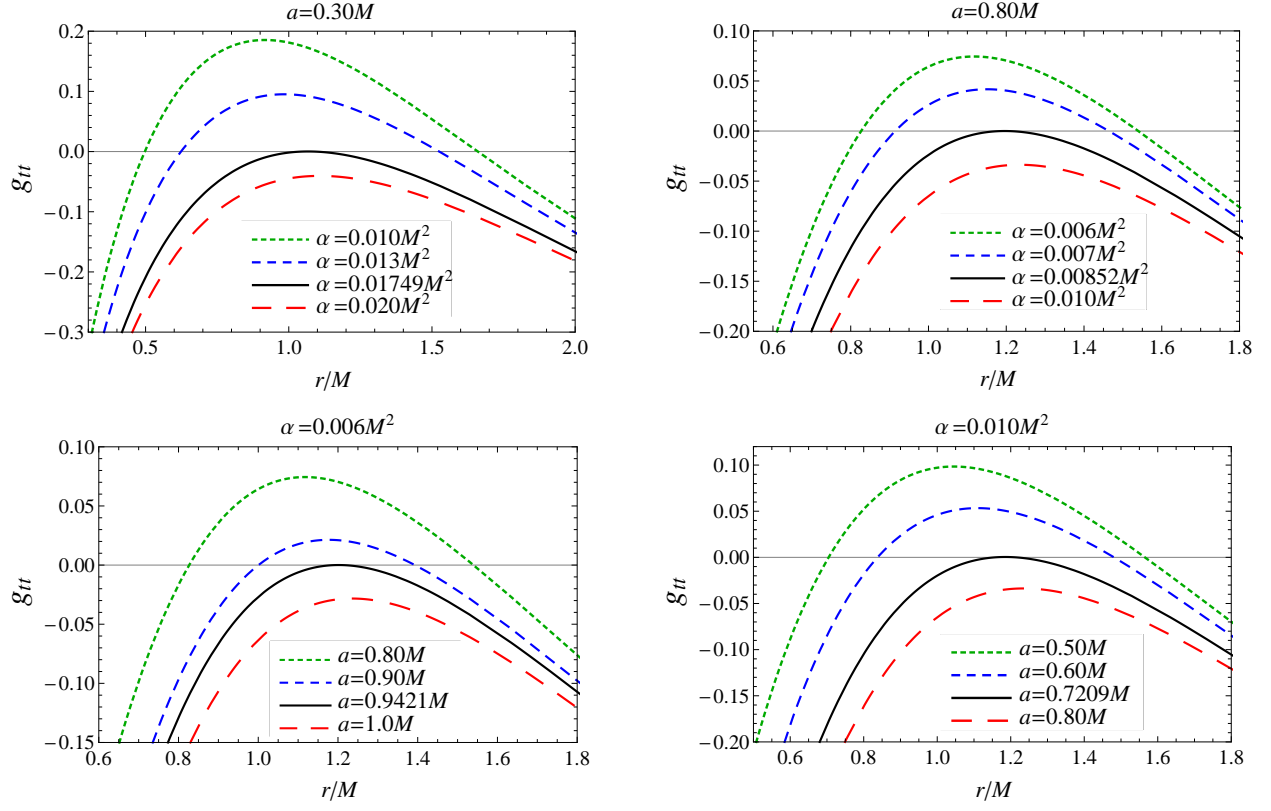 a=0.30M
0.2
0.1
0.0
−0.1
−0.2
−0.3
g_tt
α=0.010M²
α=0.013M²
α=0.01749M²
α=0.020M²
0.5 1.0 1.5 2.0
r/M
a=0.80M
0.10
0.05
0.00
−0.05
−0.10
−0.15
−0.20
g_tt
α=0.006M²
α=0.007M²
α=0.00852M²
α=0.010M²
0.6 0.8 1.0 1.2 1.4 1.6 1.8
r/M
α=0.006M²
0.10
0.05
0.00
−0.05
−0.10
−0.15
g_tt
a=0.80M
a=0.90M
a=0.9421M
a=1.0M
0.6 0.8 1.0 1.2 1.4 1.6 1.8
r/M
α=0.010M²
0.10
0.05
0.00
−0.05
−0.10
−0.15
−0.20
g_tt
a=0.50M
a=0.60M
a=0.7209M
a=0.80M
0.6 0.8 1.0 1.2 1.4 1.6 1.8
r/M